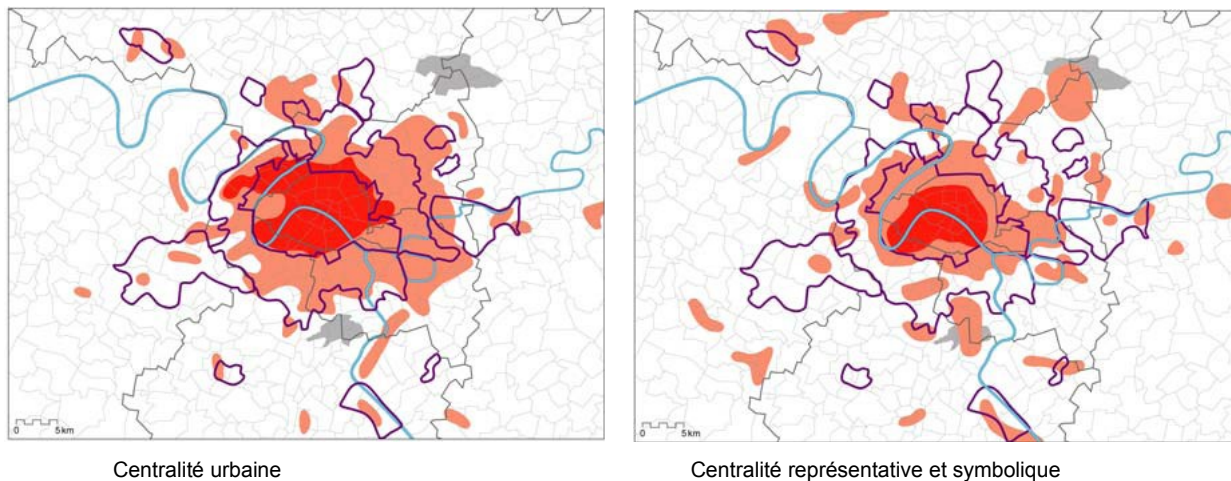 0 5km
0 5km
Centralité urbaine
Centralité représentative et symbolique